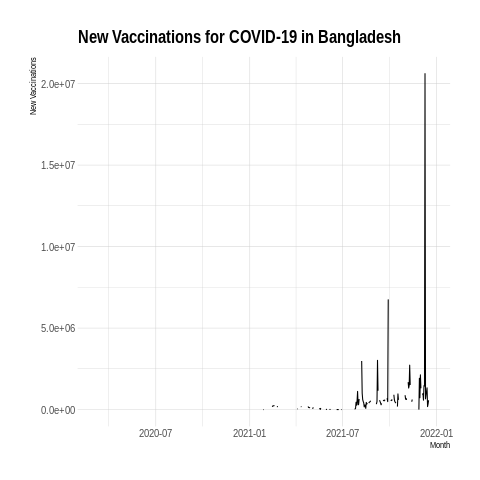 New Vaccinations for COVID-19 in Bangladesh
New Vaccinations
2.0e+07
1.5e+07
1.0e+07
5.0e+06
0.0e+00
2020-07
2021-01
2021-07
2022-01
Month